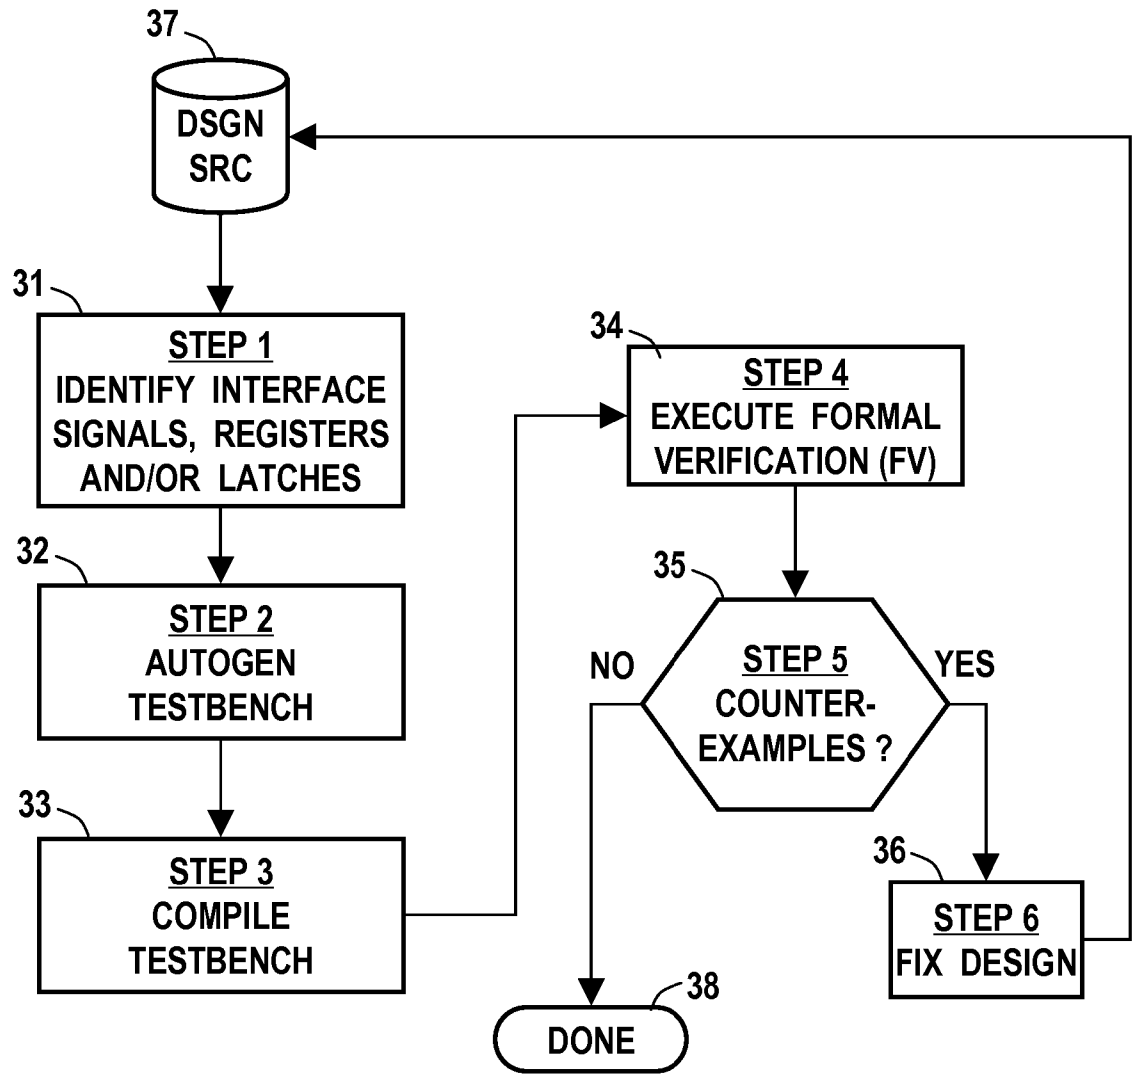 37
DSGN
SRC
31
STEP 1
IDENTIFY INTERFACE
SIGNALS, REGISTERS
AND/OR LATCHES
32
STEP 2
AUTOGEN
TESTBENCH
33
STEP 3
COMPILE
TESTBENCH
34
STEP 4
EXECUTE FORMAL
VERIFICATION (FV)
35
NO
STEP 5
COUNTER-
EXAMPLES ?
YES
36
STEP 6
FIX DESIGN
38
DONE